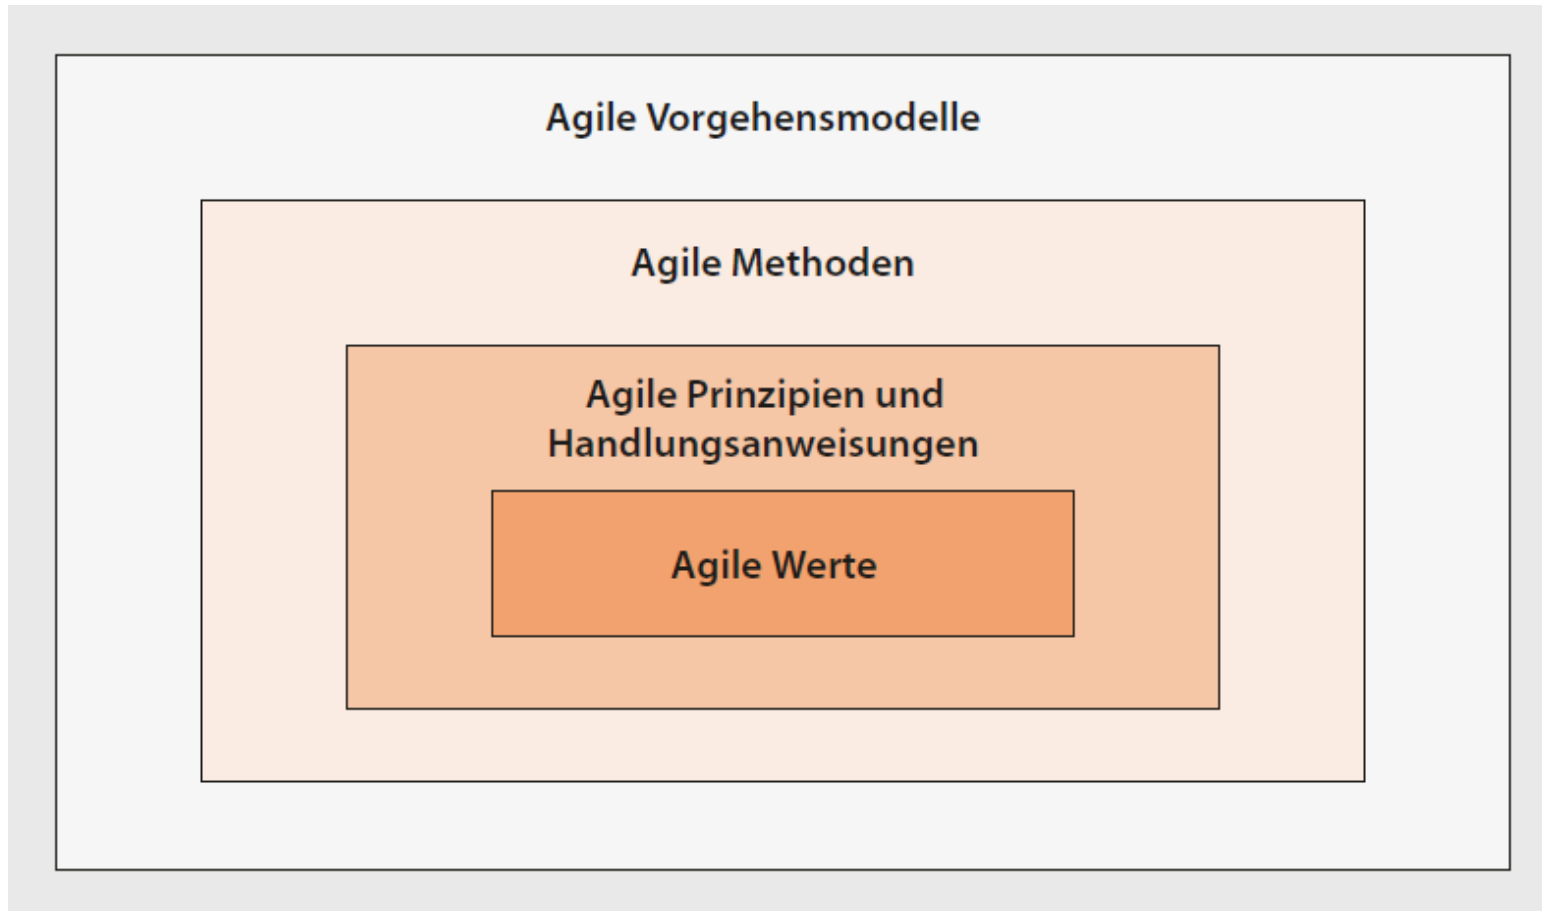 Agile Vorgehensmodelle
Agile Methoden
Agile Prinzipien und
Handlungsanweisungen
Agile Werte